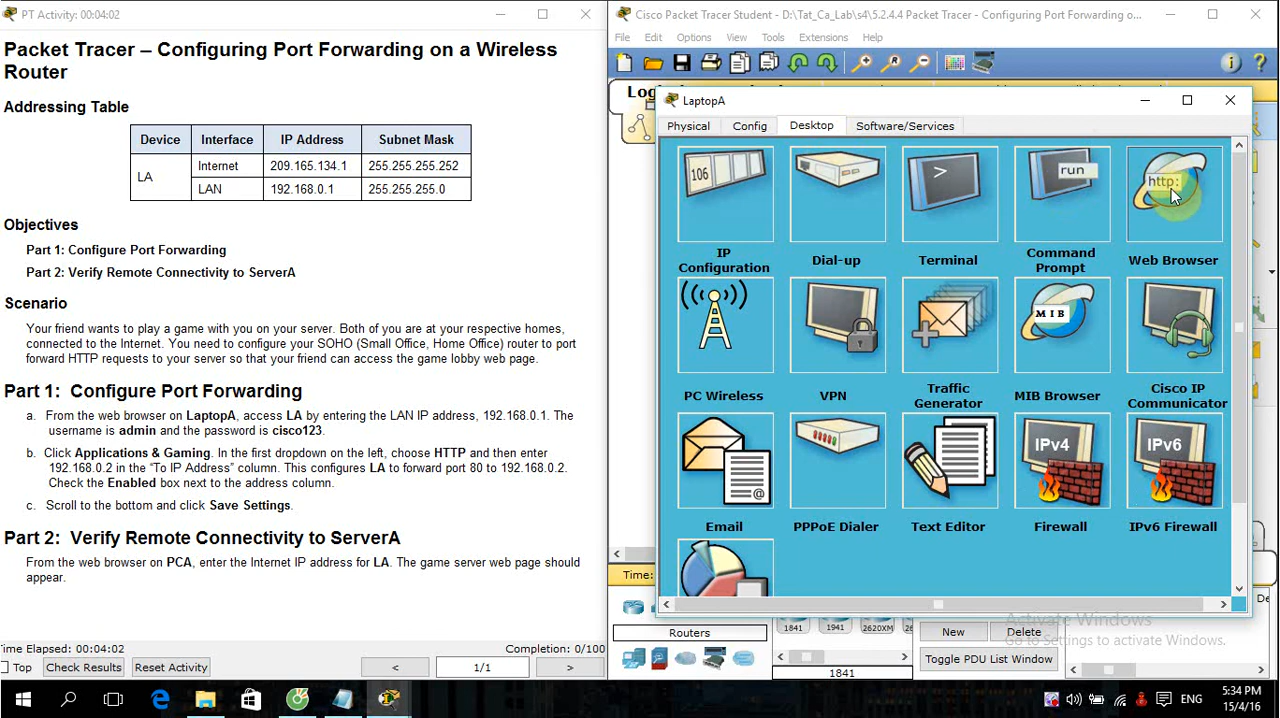 PT Activity: 00:04:02
Packet Tracer – Configuring Port Forwarding on a Wireless
Router
Addressing Table
Device Interface IP Address Subnet Mask
LA Internet 209.165.134.1 255.255.255.252
LAN 192.168.0.1 255.255.255.0
Objectives
Part 1: Configure Port Forwarding
Part 2: Verify Remote Connectivity to ServerA
Scenario
Your friend wants to play a game with you on your server. Both of you are at your respective homes,
connected to the Internet. You need to configure your SOHO (Small Office, Home Office) router to port
forward HTTP requests to your server so that your friend can access the game lobby web page.
Part 1: Configure Port Forwarding
a. From the web browser on LaptopA, access LA by entering the LAN IP address, 192.168.0.1. The
username is admin and the password is cisco123.
b. Click Applications & Gaming. In the first dropdown on the left, choose HTTP and then enter
192.168.0.2 in the “To IP Address” column. This configures LA to forward port 80 to 192.168.0.2.
Check the Enabled box next to the address column.
c. Scroll to the bottom and click Save Settings.
Part 2: Verify Remote Connectivity to ServerA
From the web browser on PCA, enter the Internet IP address for LA. The game server web page should
appear.
Time Elapsed: 00:04:02 Completion: 0/100
Top Check Results Reset Activity < 1/1 >
Cisco Packet Tracer Student - D:\Tat_Ca_Lab\s4\5.2.4.4 Packet Tracer - Configuring Port Forwarding o...
File Edit Options View Tools Extensions Help
LaptopA
Physical Config Desktop Software/Services
106
>
run
http:
IP
Configuration
Dial-up
Terminal
Command
Prompt
Web Browser
MIB
PC Wireless
VPN
Traffic
Generator
MIB Browser
Cisco IP
Communicator
@
IPv4
IPv6
Email
PPPoE Dialer
Text Editor
Firewall
IPv6 Firewall
Time:
Routers
1841 1941 2620XM
1841
New Delete
Toggle PDU List Window
Activate Windows
Go to Settings to activate Windows.
ENG
5:34 PM
15/4/16